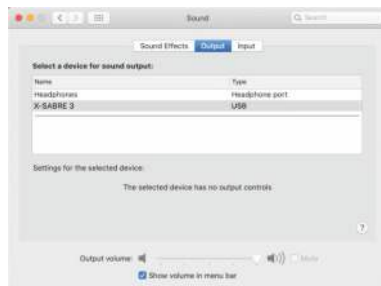 Sound
Search
Sound Effects Output Input
Select a device for sound output:
Name Type
Headphones Headphone port
X-SABRE 3 USB
Settings for the selected device:
The selected device has no output controls
?
Output volume: Mute
Show volume in menu bar